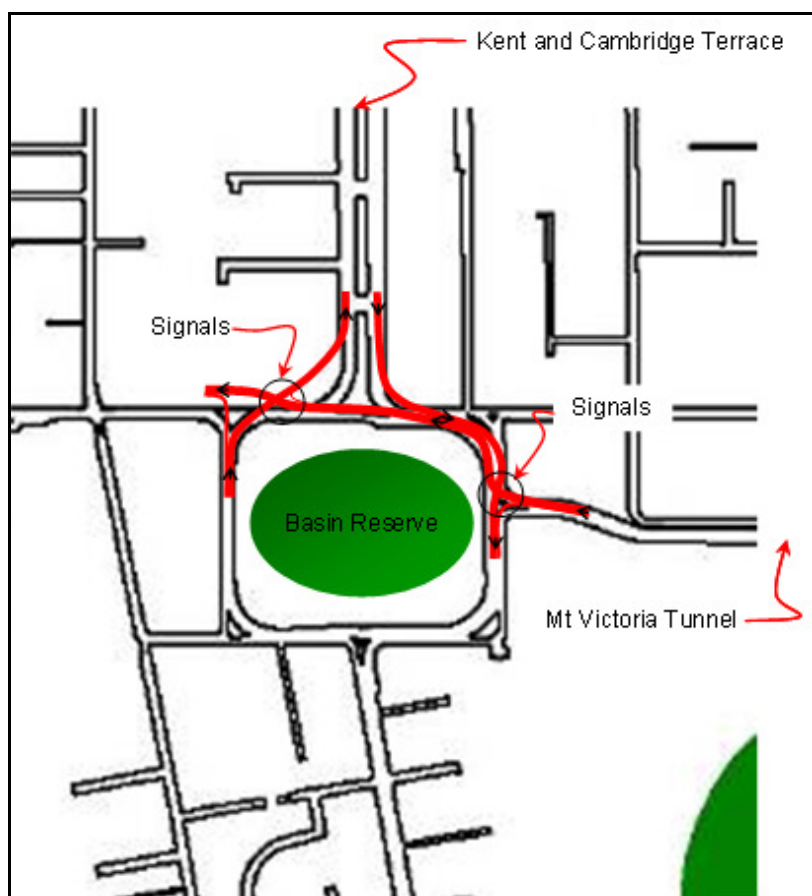 Kent and Cambridge Terrace
Signals
Signals
Basin Reserve
Mt Victoria Tunnel